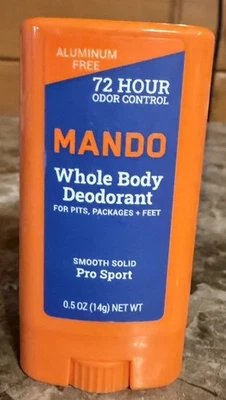 ALUMINUM
FREE
72 HOUR
ODOR CONTROL
MANDO
Whole Body
Deodorant
FOR PITS, PACKAGES + FEET
SMOOTH SOLID
Pro Sport
0.5 OZ (14g) NET WT